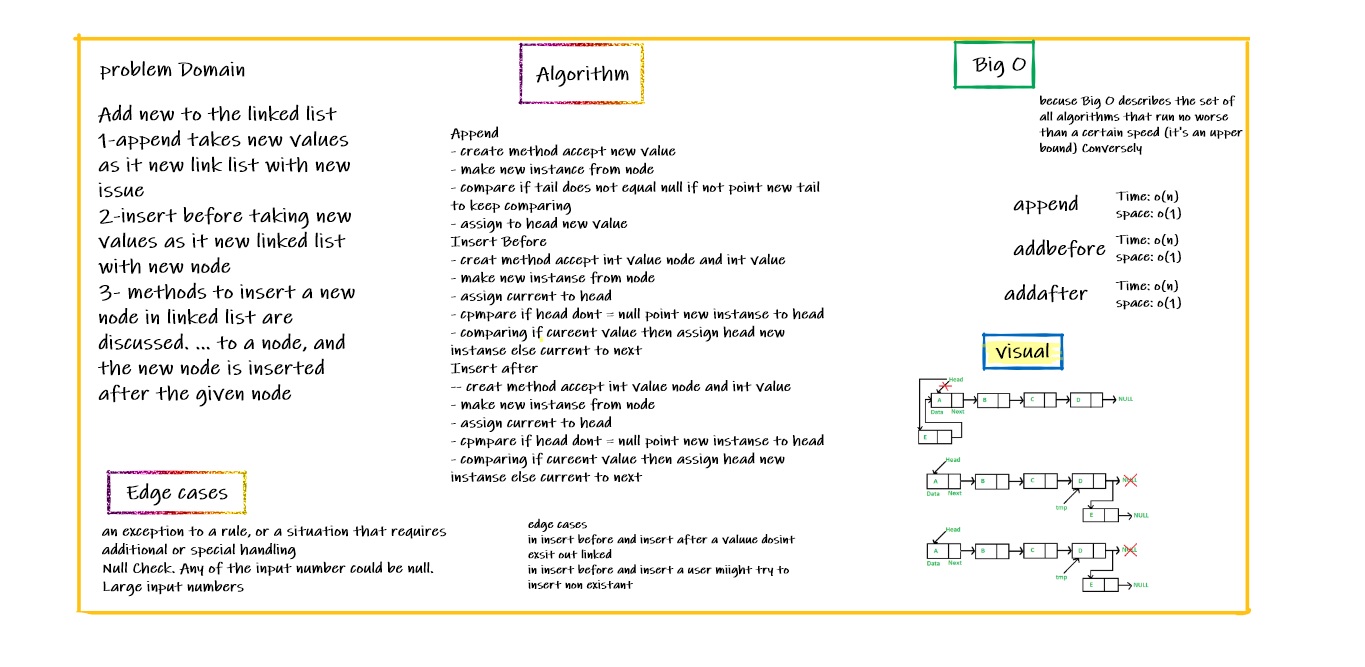 problem Domain
Add new to the linked list
1-append takes new values
as it new link list with new
issue
2-insert before taking new
values as it new linked list
with new node
3- methods to insert a new
node in linked list are
discussed. ... to a node, and
the new node is inserted
after the given node
Edge cases
an exception to a rule, or a situation that requires
additional or special handling
Null Check. Any of the input number could be null.
Large input numbers
Algorithm
Append
- create method accept new value
- make new instance from node
- compare if tail does not equal null if not point new tail
to keep comparing
- assign to head new value
Insert Before
- creat method accept int value node and int value
- make new instanse from node
- assign current to head
- cpmpare if head dont = null point new instanse to head
- comparing if cureent value then assign head new
instanse else current to next
Insert after
-- creat method accept int value node and int value
- make new instanse from node
- assign current to head
- cpmpare if head dont = null point new instanse to head
- comparing if cureent value then assign head new
instanse else current to next
edge cases
in insert before and insert after a valuue dosint
exsit out linked
in insert before and insert a user miight try to
insert non existant
Big O
becuse Big O describes the set of
all algorithms that run no worse
than a certain speed (it's an upper
bound) Conversely
append
Time: o(n)
space: o(1)
addbefore
Time: o(n)
space: o(1)
addafter
Time: o(n)
space: o(1)
visual
Head
A B C D NULL
Data Next
E
Head
A B C D NULL
Data Next
tmp
E NULL
Head
A B C D NULL
Data Next
tmp
E NULL